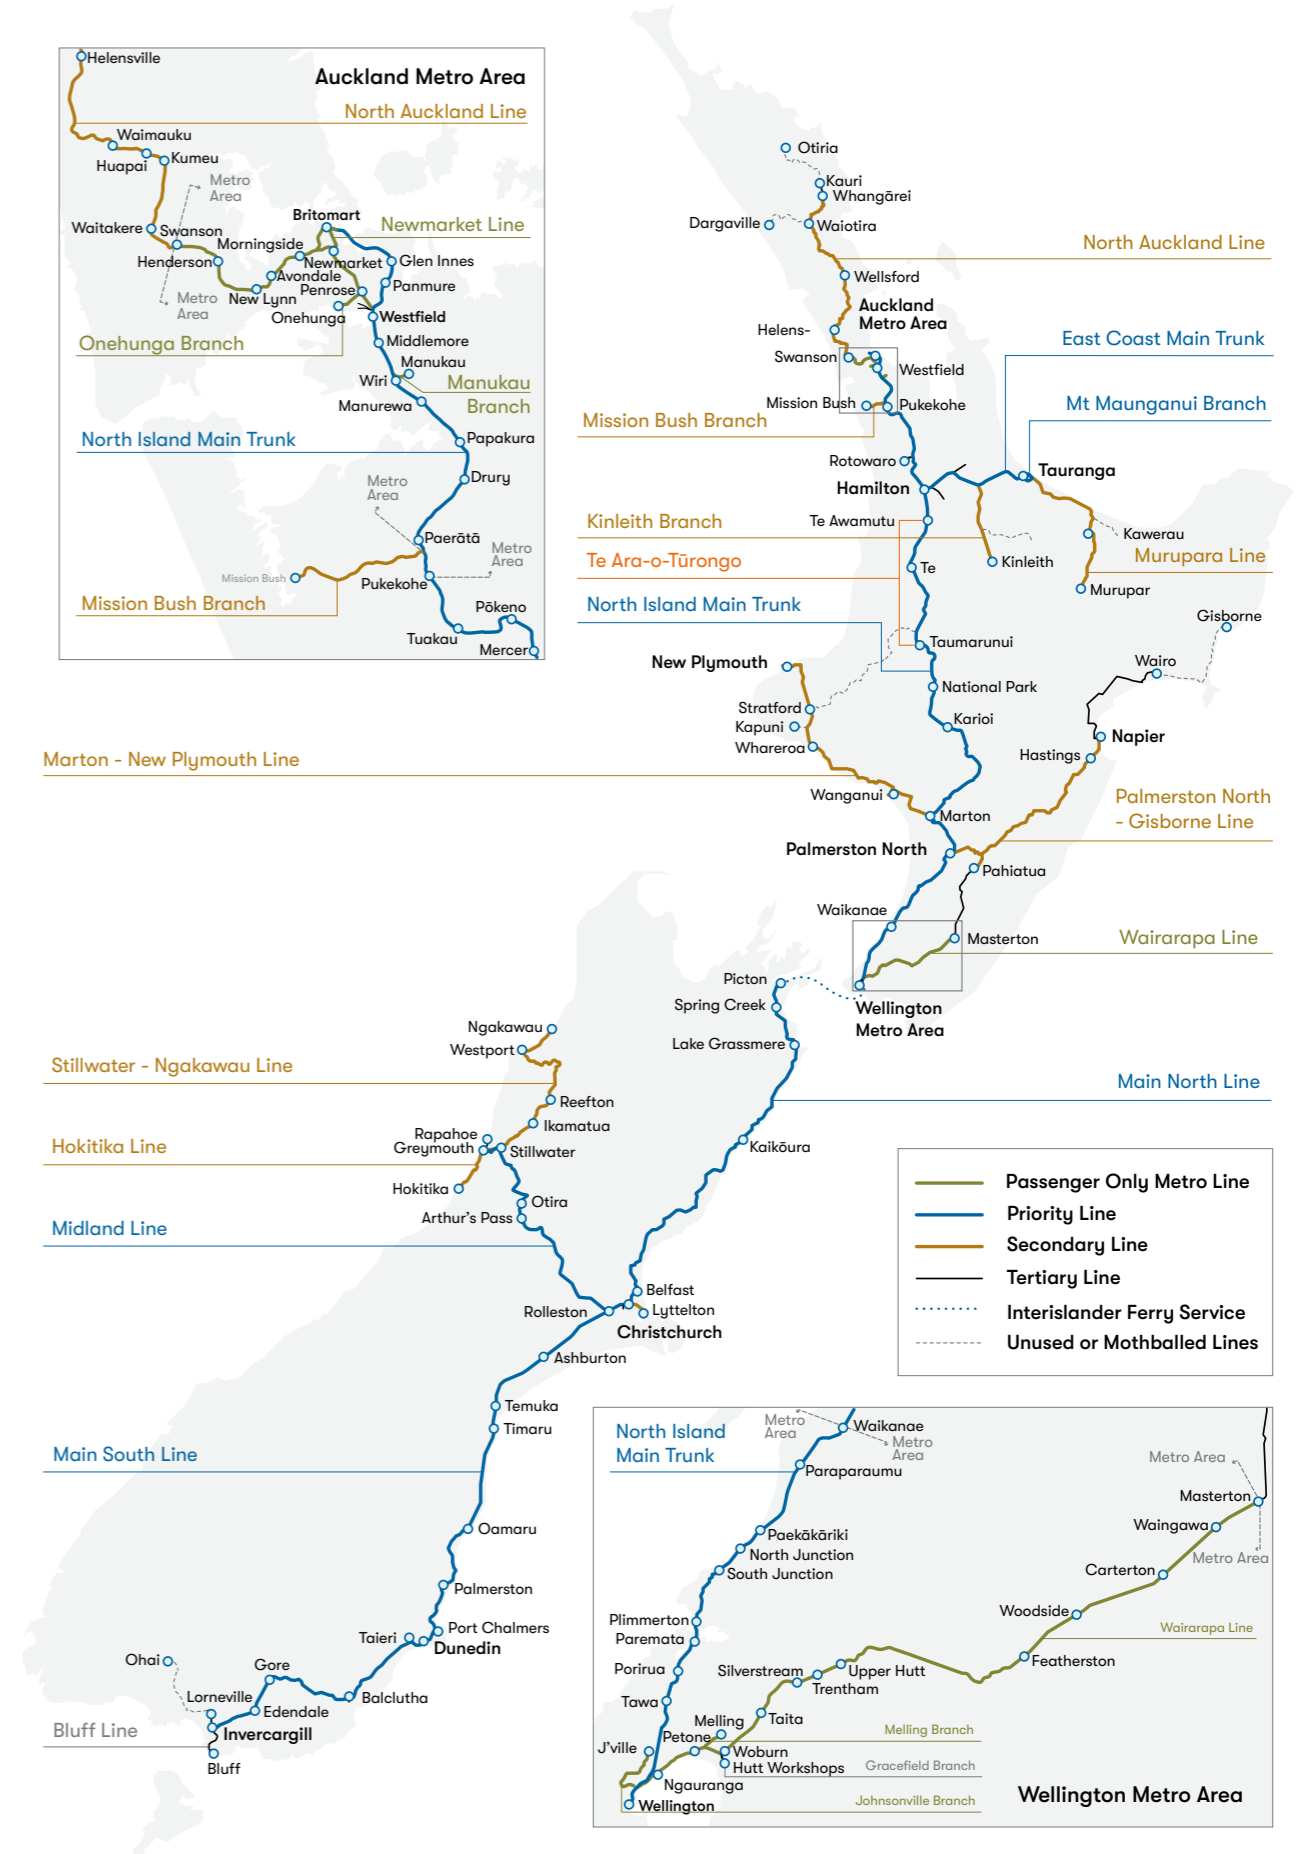 Helensville
Auckland Metro Area
North Auckland Line
Waimauku
Huapai
Kumeu
Metro
Area
Waitakere
Swanson
Britomart
Newmarket Line
Morningside
Henderson
Newmarket
Glen Innes
Avondale
Penrose
Panmure
New Lynn
Metro
Area
Onehunga
Westfield
Onehunga Branch
Middlemore
Manukau
Wiri
Manukau
Branch
Manurewa
North Island Main Trunk
Papakura
Metro
Area
Drury
Paerātā
Metro
Area
Mission Bush
Pukekohe
Mission Bush Branch
Pōkeno
Tuakau
Mercer
Otiria
Kauri
Whangārei
Dargaville
Waiotira
North Auckland Line
Wellsford
Auckland
Metro Area
Helens-
Swanson
Westfield
East Coast Main Trunk
Mission Bush
Pukekohe
Mt Maunganui Branch
Mission Bush Branch
Rotowaro
Tauranga
Hamilton
Kinleith Branch
Te Awamutu
Kawerau
Te Ara-o-Tūrongo
Te
Kinleith
Murupara Line
Murupar
North Island Main Trunk
Gisborne
Taumarunui
New Plymouth
Wairo
National Park
Stratford
Kapuni
Karioi
Whareroa
Napier
Hastings
Marton - New Plymouth Line
Wanganui
Palmerston North
- Gisborne Line
Marton
Palmerston North
Pahiatua
Waikanae
Masterton
Wairarapa Line
Picton
Spring Creek
Wellington
Metro Area
Ngakawau
Westport
Lake Grassmere
Stillwater - Ngakawau Line
Main North Line
Reefton
Ikamatua
Rapahoe
Greymouth
Stillwater
Kaikōura
Hokitika Line
Hokitika
Otira
Arthur's Pass
Midland Line
Passenger Only Metro Line
Priority Line
Secondary Line
Tertiary Line
Interislander Ferry Service
Unused or Mothballed Lines
Belfast
Rolleston
Lyttelton
Christchurch
Ashburton
Temuka
Timaru
Main South Line
Oamaru
Palmerston
Port Chalmers
Taieri
Dunedin
Ohai
Gore
Lorneville
Edendale
Balclutha
Bluff Line
Invercargill
Bluff
North Island
Main Trunk
Metro
Area
Waikanae
Metro
Area
Paraparaumu
Metro Area
Masterton
Waingawa
Paekākāriki
North Junction
South Junction
Metro Area
Carterton
Plimmerton
Paremata
Woodside
Wairarapa Line
Porirua
Silverstream
Upper Hutt
Trentham
Featherston
Tawa
Taita
Melling
Melling Branch
Petone
J'ville
Woburn
Hutt Workshops
Gracefield Branch
Ngauranga
Wellington
Johnsonville Branch
Wellington Metro Area